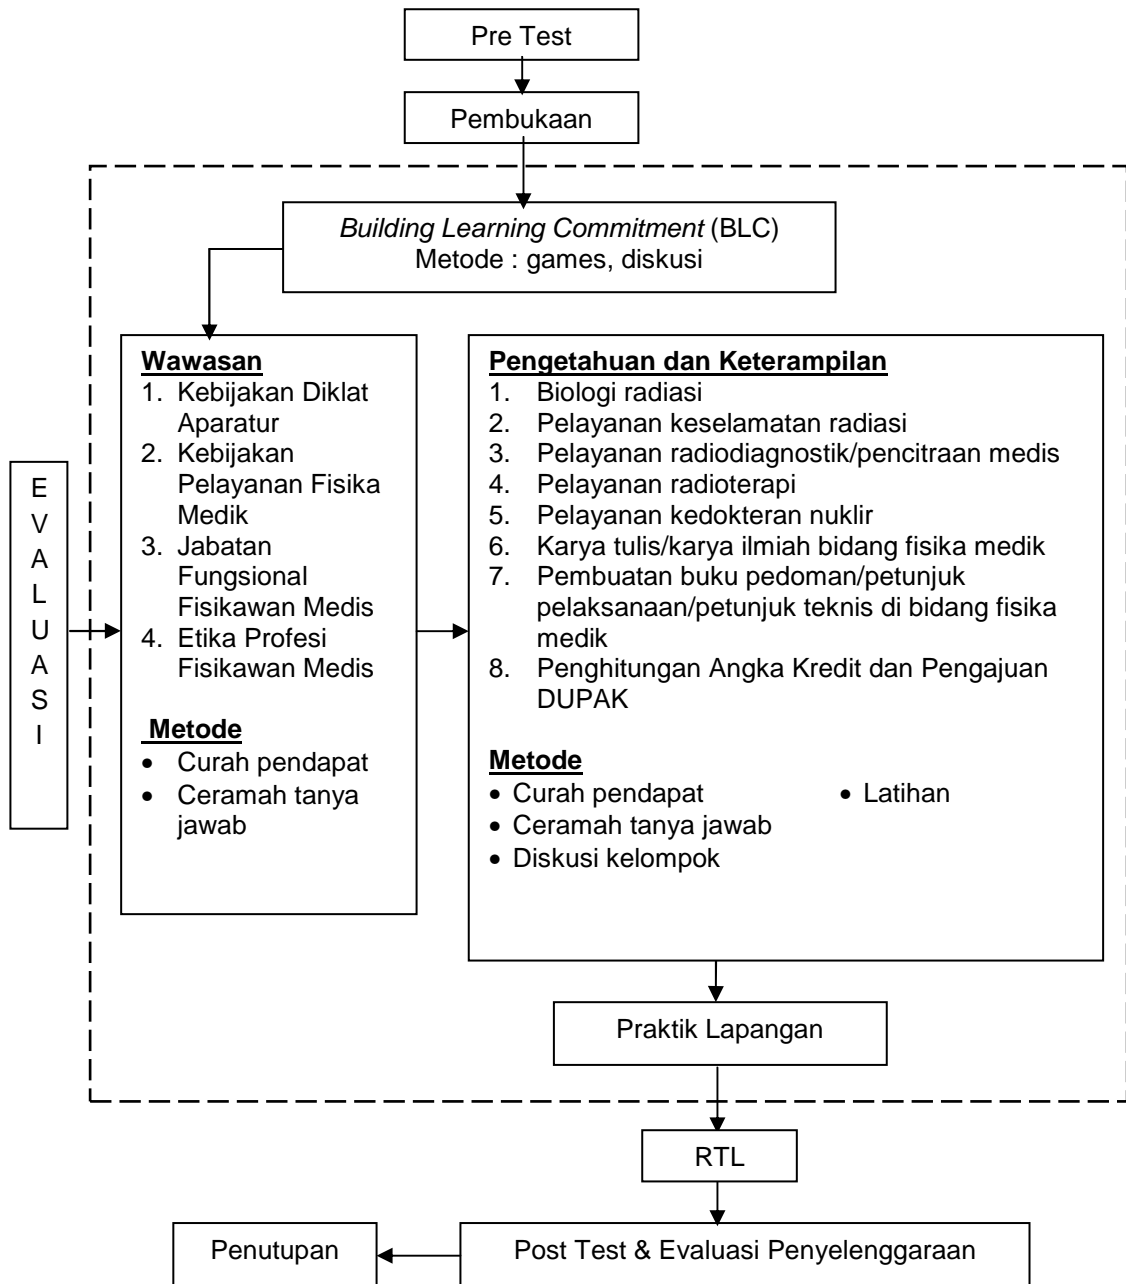 Pre Test
Pembukaan
Building Learning Commitment (BLC)
Metode : games, diskusi
E
V
A
L
U
A
S
I
Wawasan
1. Kebijakan Diklat
Aparatur
2. Kebijakan
Pelayanan Fisika
Medik
3. Jabatan
Fungsional
Fisikawan Medis
4. Etika Profesi
Fisikawan Medis
Metode
• Curah pendapat
• Ceramah tanya
jawab
Pengetahuan dan Keterampilan
1. Biologi radiasi
2. Pelayanan keselamatan radiasi
3. Pelayanan radiodiagnostik/pencitraan medis
4. Pelayanan radioterapi
5. Pelayanan kedokteran nuklir
6. Karya tulis/karya ilmiah bidang fisika medik
7. Pembuatan buku pedoman/petunjuk
pelaksanaan/petunjuk teknis di bidang fisika
medik
8. Penghitungan Angka Kredit dan Pengajuan
DUPAK
Metode
• Curah pendapat • Latihan
• Ceramah tanya jawab
• Diskusi kelompok
Praktik Lapangan
RTL
Penutupan
Post Test & Evaluasi Penyelenggaraan